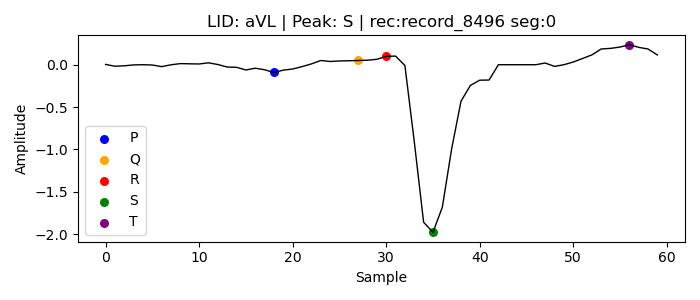 LID: aVL | Peak: S | rec:record_8496 seg:0
Amplitude
0.0
−0.5
−1.0
−1.5
−2.0
P
Q
R
S
T
0 10 20 30 40 50 60
Sample